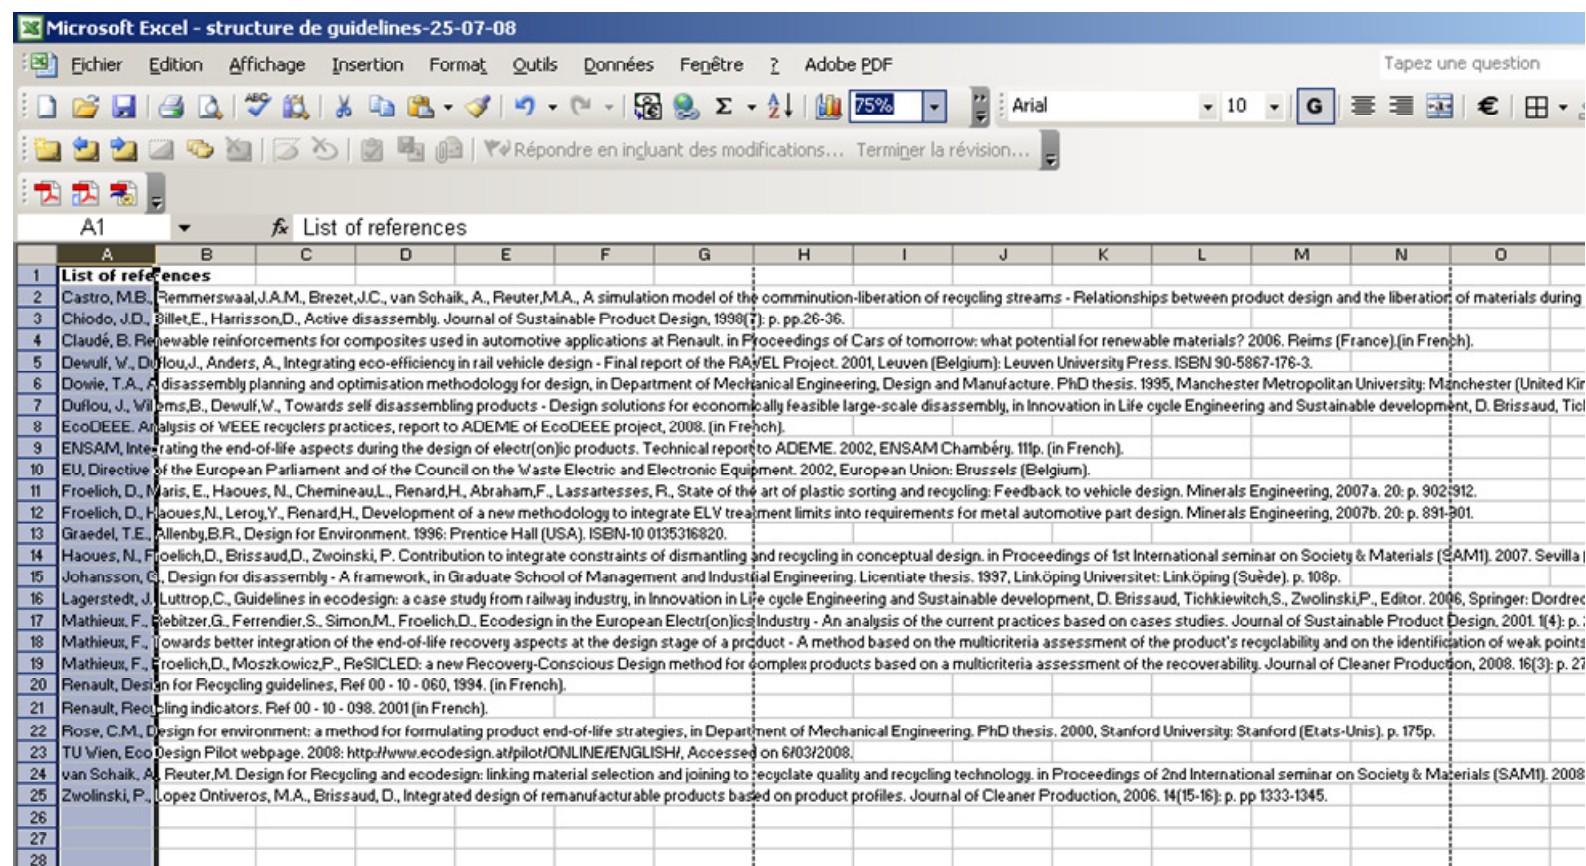 Microsoft Excel - structure de guidelines-25-07-08
Fichier Edition Affichage Insertion Format Outils Données Fenêtre ? Adobe PDF Tapez une question
75% Arial 10 G €
Répondre en incluant des modifications... Terminer la révision...
A1 fx List of references
A B C D E F G H I J K L M N O
1 List of references
2 Castro, M.B., Remmerswaal,J.A.M., Brezet,J.C., van Schaik, A., Reuter,M.A., A simulation model of the comminution-liberation of recycling streams - Relationships between product design and the liberation of materials during
3 Chiodo, J.D., Billet,E., Harrisson,D., Active disassembly. Journal of Sustainable Product Design, 1998(7): p. pp.26-36.
4 Claudé, B. Renewable reinforcements for composites used in automotive applications at Renault. in Proceedings of Cars of tomorrow: what potential for renewable materials? 2006. Reims (France).(in French).
5 Dewulf, W., Duflou,J., Anders, A., Integrating eco-efficiency in rail vehicle design - Final report of the RAVEL Project. 2001, Leuven (Belgium): Leuven University Press. ISBN 90-5867-176-3.
6 Dowie, T.A., A disassembly planning and optimisation methodology for design, in Department of Mechanical Engineering, Design and Manufacture. PhD thesis. 1995, Manchester Metropolitan University: Manchester (United Kin
7 Duflou, J., Willems,B., Dewulf,W., Towards self disassembling products - Design solutions for economically feasible large-scale disassembly, in Innovation in Life cycle Engineering and Sustainable development, D. Brissaud, Tich
8 EcoDEEE. Analysis of WEEE recyclers practices, report to ADEME of EcoDEEE project, 2008. (in French).
9 ENSAM, Integrating the end-of-life aspects during the design of electr(on)ic products. Technical report to ADEME. 2002, ENSAM Chambéry. 111p. (in French).
10 EU, Directive of the European Parliament and of the Council on the Waste Electric and Electronic Equipment. 2002, European Union: Brussels (Belgium).
11 Froelich, D., Maris, E., Haoues, N., Chemineau,L., Renard,H., Abraham,F., Lassartesses, R., State of the art of plastic sorting and recycling: Feedback to vehicle design. Minerals Engineering, 2007a. 20: p. 902-912.
12 Froelich, D., Haoues,N., Leroy,Y., Renard,H., Development of a new methodology to integrate ELV treatment limits into requirements for metal automotive part design. Minerals Engineering, 2007b. 20: p. 891-901.
13 Graedel, T.E., Allenby,B.R., Design for Environment. 1996: Prentice Hall (USA). ISBN-10 0135316820.
14 Haoues, N., Froelich,D., Brissaud,D., Zwoinski, P. Contribution to integrate constraints of dismantling and recycling in conceptual design. in Proceedings of 1st International seminar on Society & Materials (SAM1). 2007. Sevilla
15 Johansson, G., Design for disassembly - A framework, in Graduate School of Management and Industrial Engineering. Licentiate thesis. 1997, Linköping Universitet: Linköping (Suède). p. 108p.
16 Lagerstedt, J. Luttrop,C., Guidelines in ecodesign: a case study from railway industry, in Innovation in Life cycle Engineering and Sustainable development, D. Brissaud, Tichkiewitch,S., Zwolinski,P., Editor. 2006, Springer: Dordrec
17 Mathieux, F., Rebitzer,G., Ferrendier,S., Simon,M., Froelich,D., Ecodesign in the European Electr(on)ics Industry - An analysis of the current practices based on cases studies. Journal of Sustainable Product Design. 2001. 1(4): p.
18 Mathieux, F., Towards better integration of the end-of-life recovery aspects at the design stage of a product - A method based on the multicriteria assessment of the product's recyclability and on the identification of weak points
19 Mathieux, F., Froelich,D., Moszkowicz,P., ReSICLED: a new Recovery-Conscious Design method for complex products based on a multicriteria assessment of the recoverability. Journal of Cleaner Production, 2008. 16(3): p. 27
20 Renault, Design for Recycling guidelines, Ref 00 - 10 - 060, 1994. (in French).
21 Renault, Recycling indicators. Ref 00 - 10 - 098. 2001 (in French).
22 Rose, C.M., Design for environment: a method for formulating product end-of-life strategies, in Department of Mechanical Engineering. PhD thesis. 2000, Stanford University: Stanford (Etats-Unis). p. 175p.
23 TU Wien, EcoDesign Pilot webpage. 2008: http://www.ecodesign.at/pilot/ONLINE/ENGLISH/, Accessed on 6/03/2008.
24 van Schaik, A. Reuter,M. Design for Recycling and ecodesign: linking material selection and joining to recyclate quality and recycling technology. in Proceedings of 2nd International seminar on Society & Materials (SAM1). 2008
25 Zwolinski, P., Lopez Ontiveros, M.A., Brissaud, D., Integrated design of remanufacturable products based on product profiles. Journal of Cleaner Production, 2006. 14(15-16): p. pp 1333-1345.
26
27
28